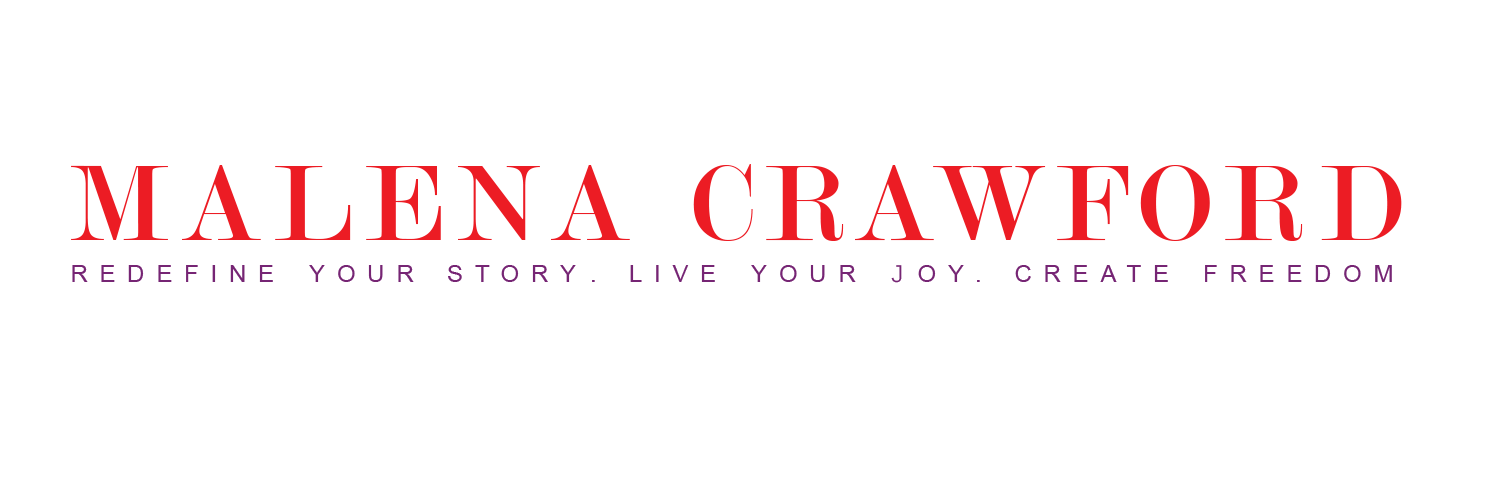 MALENA CRAWFORD
REDEFINE YOUR STORY. LIVE YOUR JOY. CREATE FREEDOM